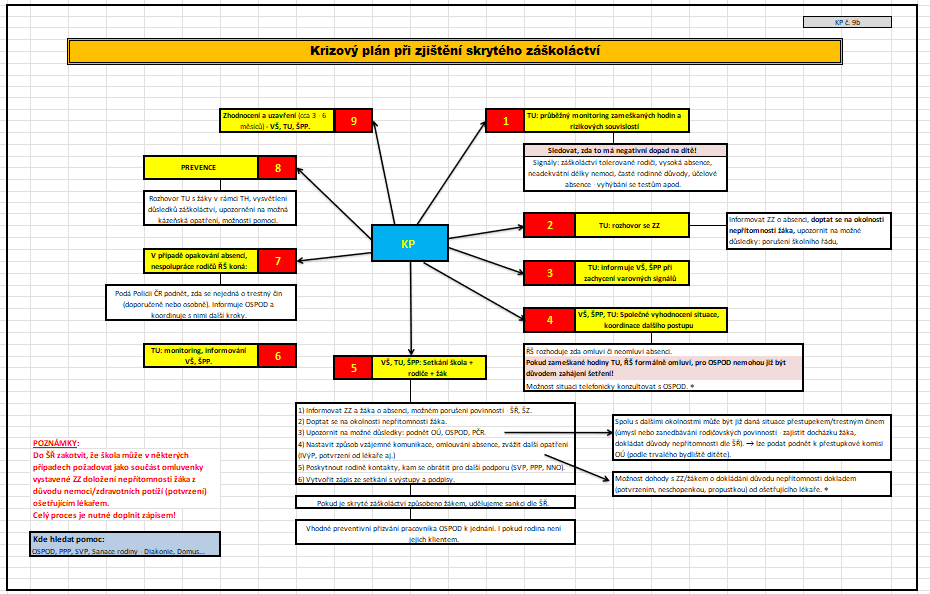 KP č. 9b
Krizový plán při zjištění skrytého záškoláctví
Zhodnocení a uzavření (cca 3 - 6
měsíců) - VŠ, TU, ŠPP.
9
1
TU: průběžný monitoring zameškaných hodin a
rizikových souvislostí
Sledovat, zda to má negativní dopad na dítě!
Signály: záškoláctví tolerované rodiči, vysoká absence,
neadekvátní délky nemoci, časté rodinné důvody, účelové
absence - vyhýbání se testům apod.
PREVENCE
8
Rozhovor TU s žáky v rámci TH, vysvětlení
důsledků záškoláctví, upozornění na možná
kázeňská opatření, možnosti pomoci.
KP
2
TU: rozhovor se ZZ
Informovat ZZ o absenci, doptat se na okolnosti
nepřítomnosti žáka, upozornit na možné
důsledky: porušení školního řádu,
V případě opakování absencí,
nespolupráce rodičů ŘŠ koná:
7
Podá Policii ČR podnět, zda se nejedná o trestný čin
(doporučeně nebo osobně). Informuje OSPOD a
koordinuje s nimi další kroky.
3
TU: informuje VŠ, ŠPP při
zachycení varovných signálů
4
VŠ, ŠPP, TU: Společné vyhodnocení situace,
koordinace dalšího postupu
ŘŠ rozhoduje zda omluví či neomluví absenci.
Pokud zameškané hodiny TU, ŘŠ formálně omluví, pro OSPOD nemohou již být
důvodem zahájení šetření!
Možnost situaci telefonicky konzultovat s OSPOD. *
TU: monitoring, informování
VŠ, ŠPP.
6
5
VŠ, TU, ŠPP: Setkání škola +
rodiče + žák
1) Informovat ZZ a žáka o absenci, možném porušení povinností - ŠŘ, ŠZ.
2) Doptat se na okolnosti nepřítomnosti žáka.
3) Upozornit na možné důsledky: podnět OÚ, OSPOD, PČR.
4) Nastavit způsob vzájemné komunikace, omlouvání absence, zvážit další opatření
(IVýP, potvrzení od lékaře aj.)
5) Poskytnout rodině kontakty, kam se obrátit pro další podporu (SVP, PPP, NNO).
6) Vytvořit zápis ze setkání s výstupy a podpisy.
Spolu s dalšími okolnostmi může být již daná situace přestupečem/trestným činem
(úmysl nebo zanedbávání rodičovských povinností - zajistit docházku žáka,
dokládat důvody nepřítomnosti dle ŠŘ). → lze podat podnět k přestupkové komisi
OÚ (podle trvalého bydliště dítěte).
Možnost dohody s ZZ/žákem o dokládání důvodu nepřítomnosti dokladem
(potvrzením, neschopenkou, propustkou) od ošetřujícího lékaře. *
Pokud je skryté záškoláctví způsobeno žákem, udělujeme sankci dle ŠŘ.
Vhodné preventivní přizvání pracovníka OSPOD k jednání. I pokud rodina není
jejich klientem.
POZNÁMKY:
Do ŠŘ zakotvit, že škola může v některých
případech požadovat jako součást omluvenky
vystavené ZZ doložení nepřítomnosti žáka z
důvodu nemoci/zdravotních potíží (potvrzení)
ošetřujícím lékařem.
Celý proces je nutné doplnit zápisem!
Kde hledat pomoc:
OSPOD, PPP, SVP, Sanace rodiny - Diakonie, Domus...